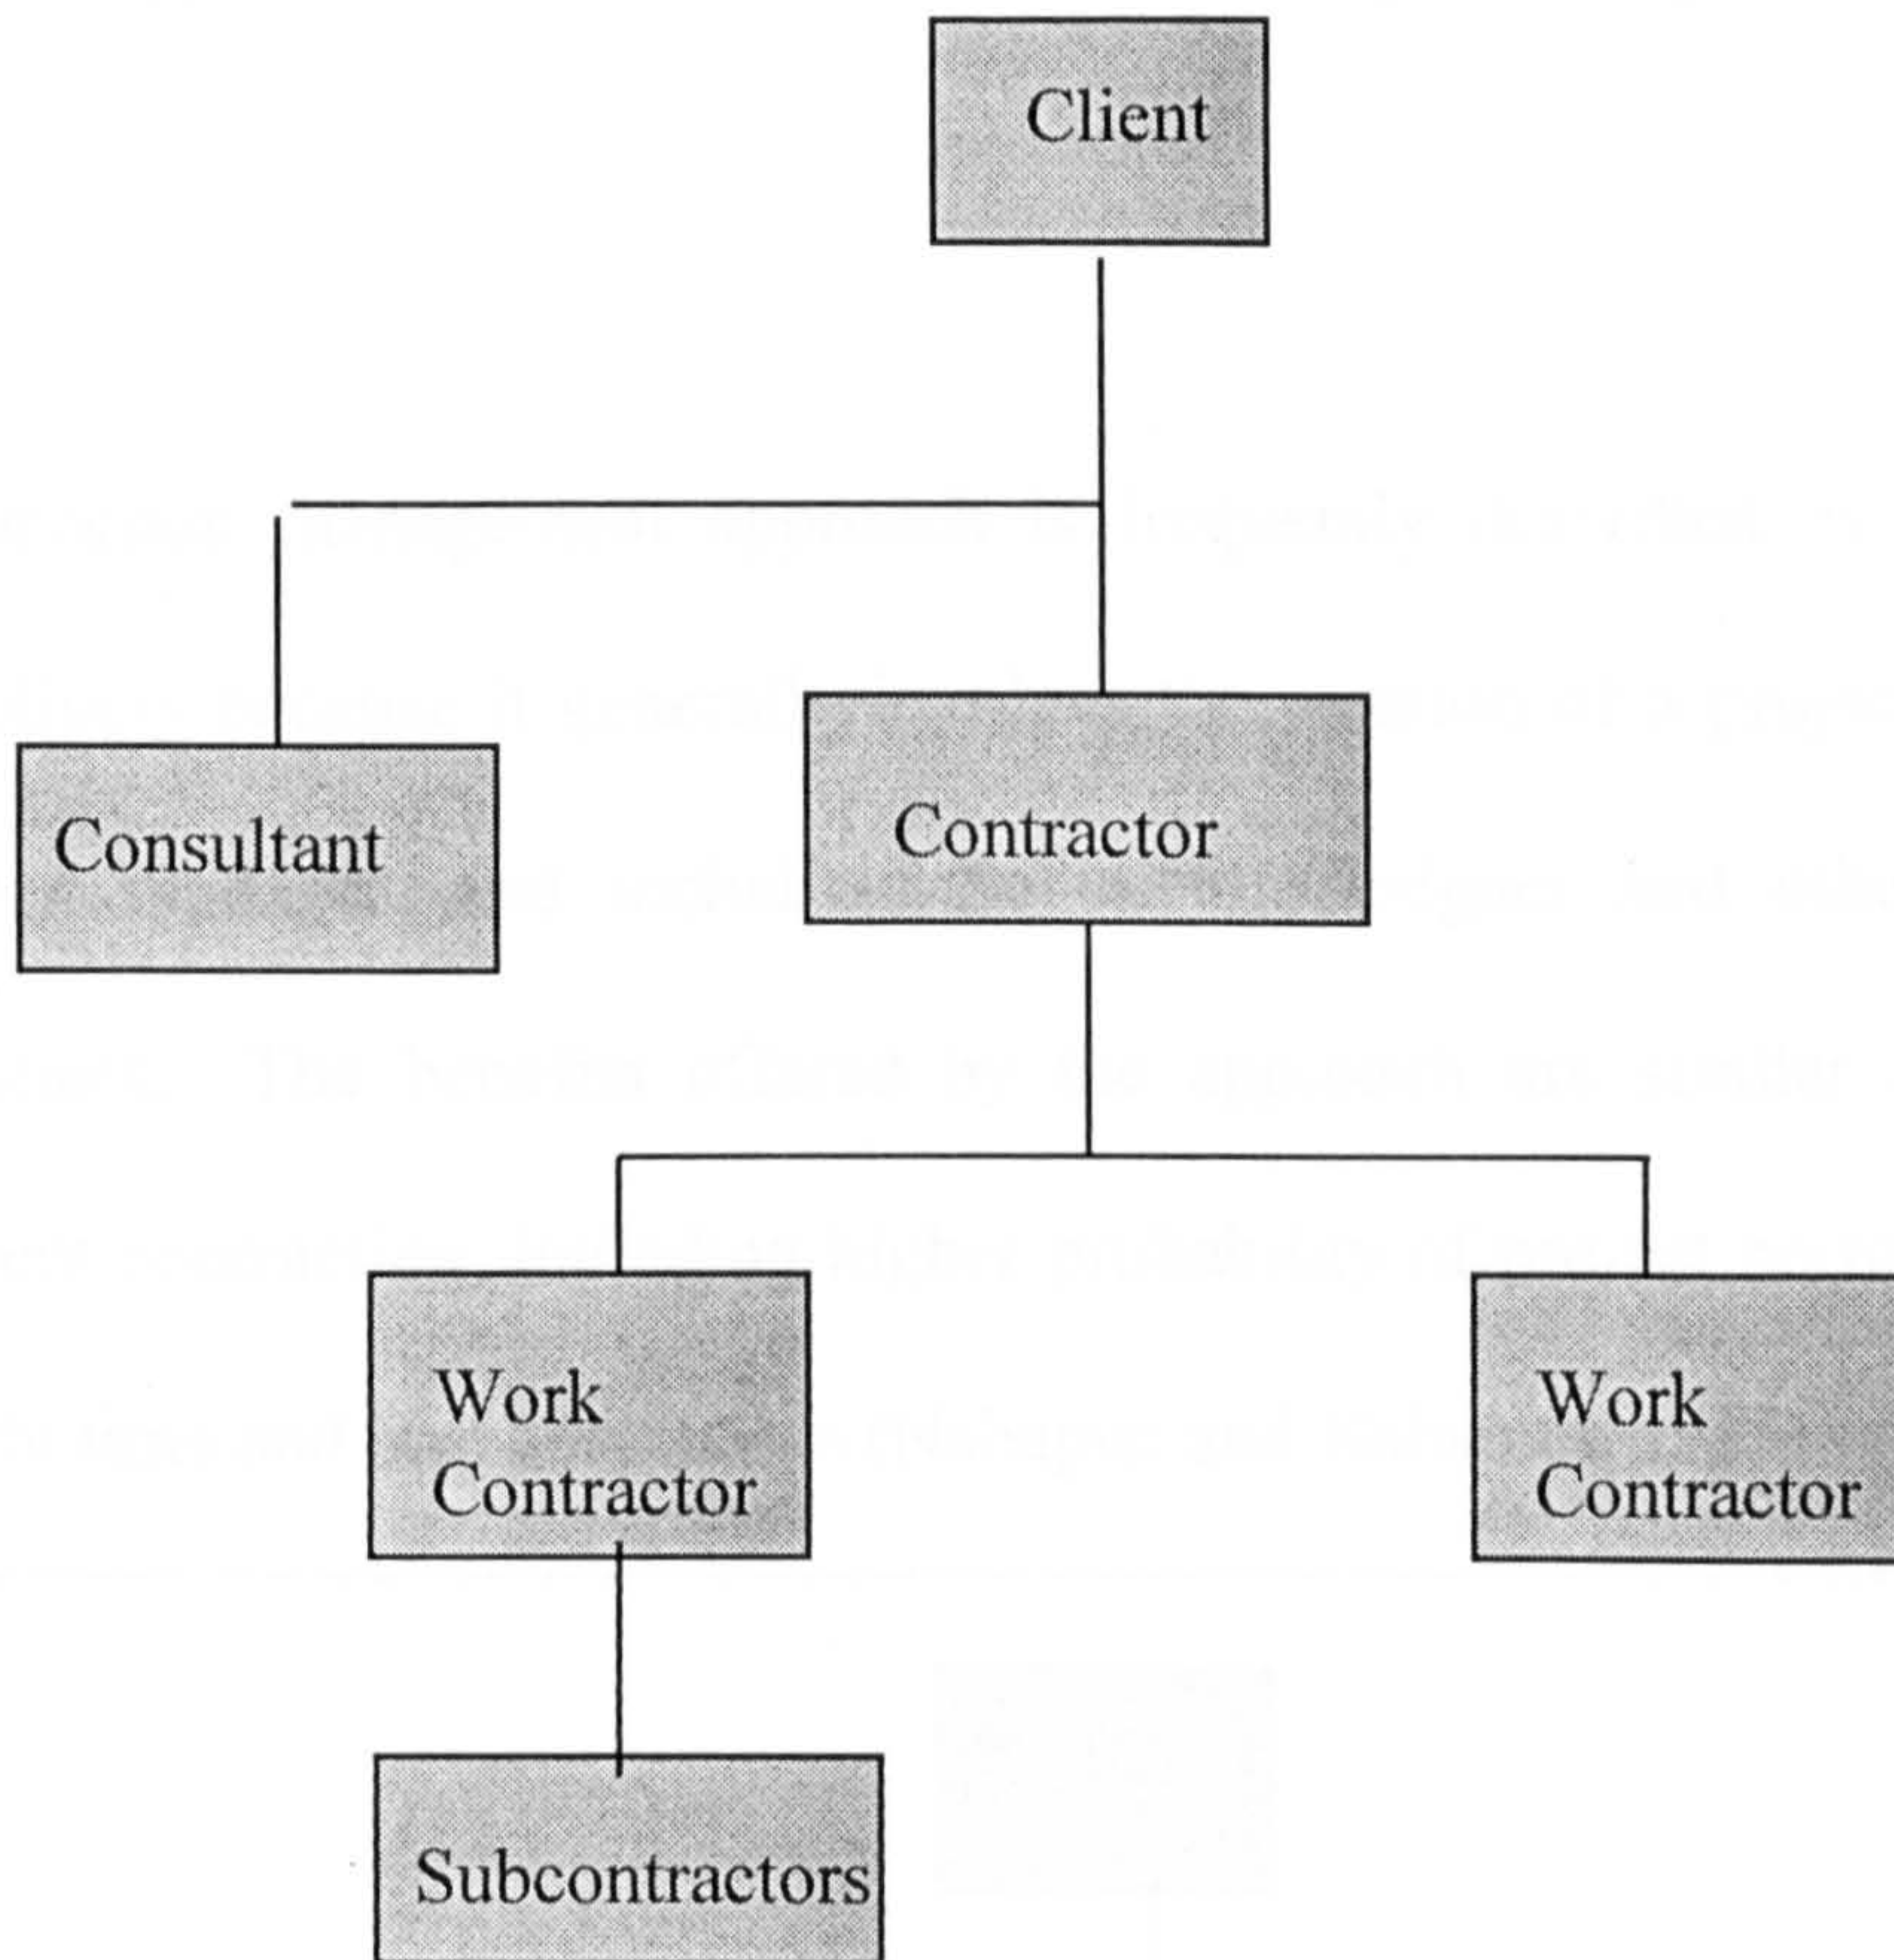 Client
Consultant
Contractor
Work
Contractor
Work
Contractor
Subcontractors